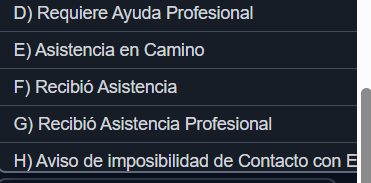 D) Requiere Ayuda Profesional
E) Asistencia en Camino
F) Recibió Asistencia
G) Recibió Asistencia Profesional
H) Aviso de imposibilidad de Contacto con E